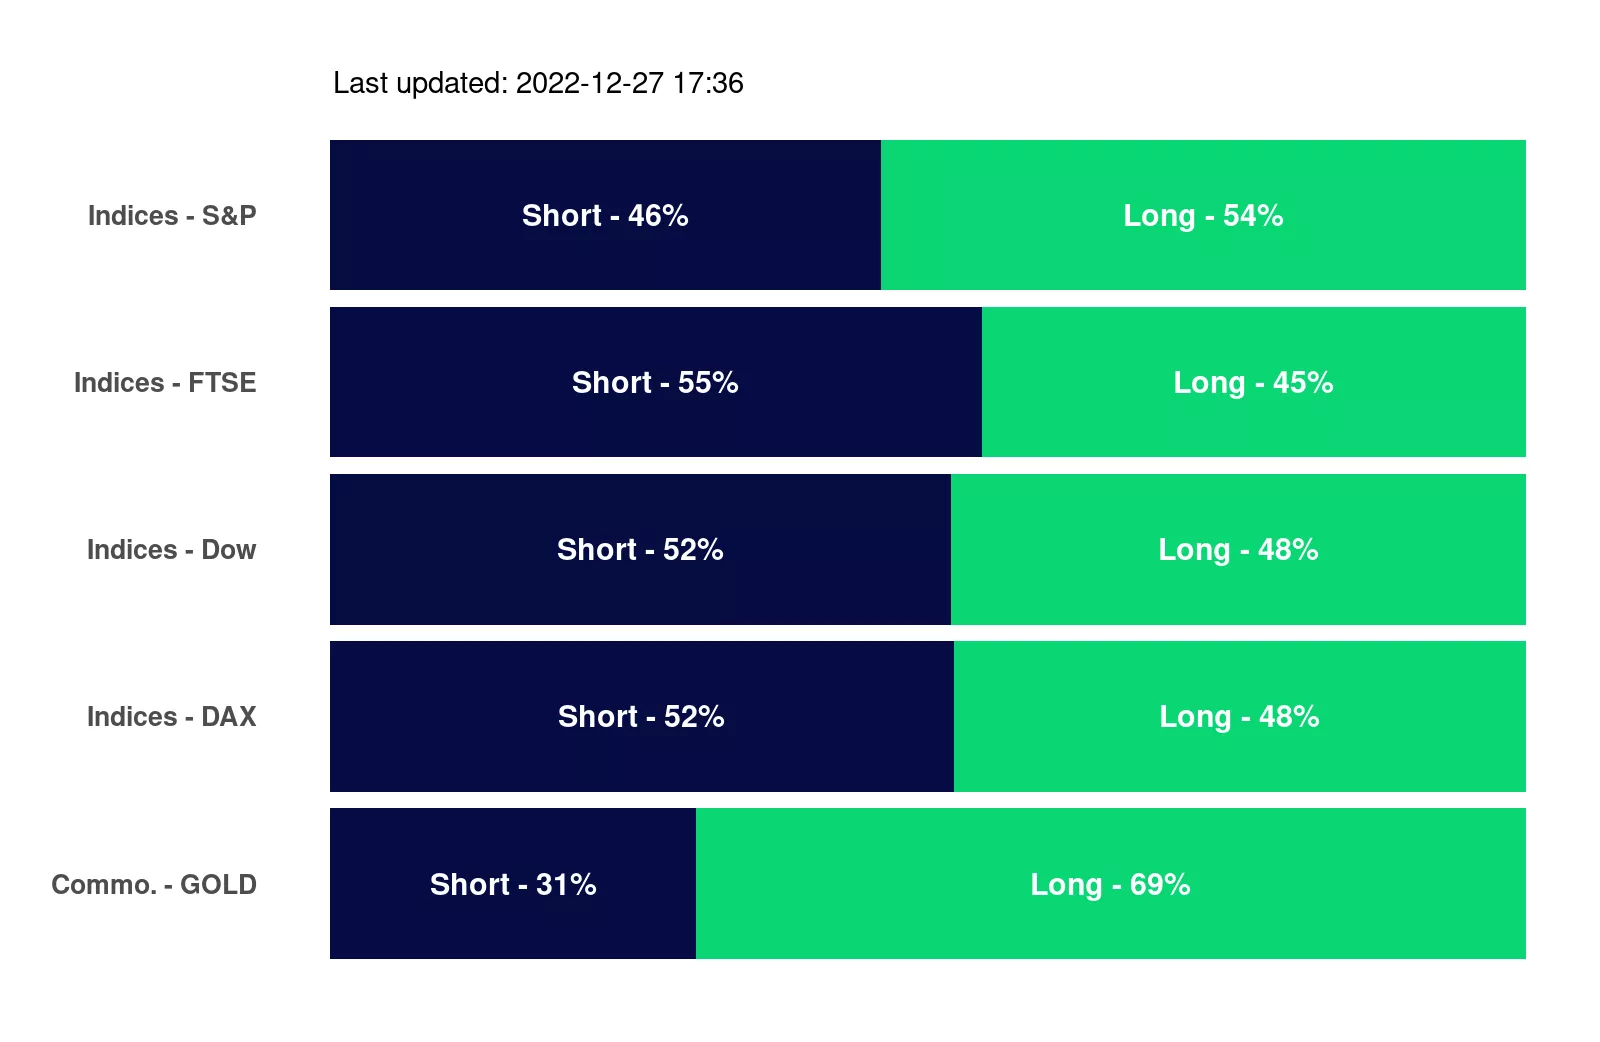 Last updated: 2022-12-27 17:36
Indices - S&P Short - 46% Long - 54%
Indices - FTSE Short - 55% Long - 45%
Indices - Dow Short - 52% Long - 48%
Indices - DAX Short - 52% Long - 48%
Commo. - GOLD Short - 31% Long - 69%